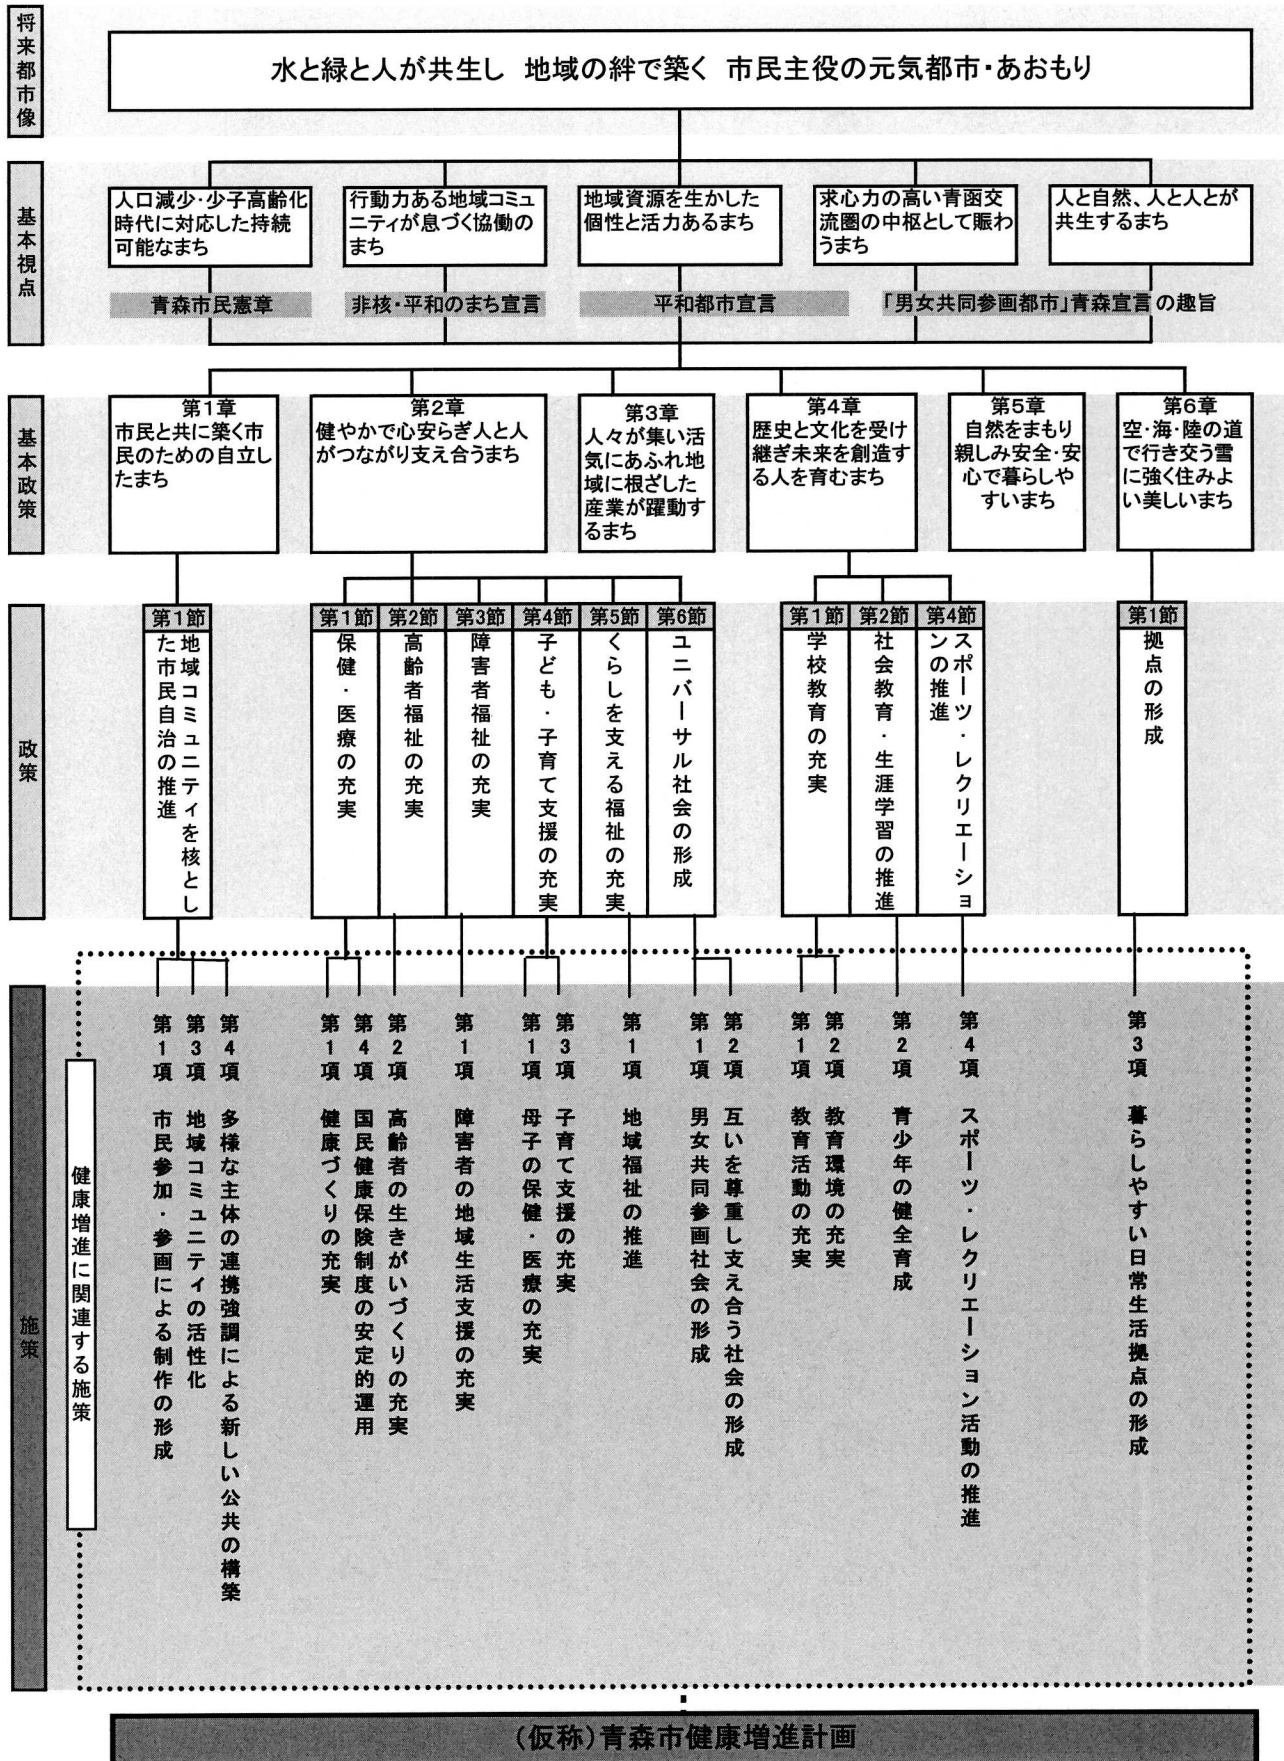 将来都市像
水と緑と人が共生し 地域の絆で築く 市民主役の元気都市・あおもり
基本視点
人口減少・少子高齢化
時代に対応した持続
可能なまち
行動力ある地域コミュ
ニティが息づく協働の
まち
地域資源を生かした
個性と活力あるまち
求心力の高い青函交
流圏の中枢として賑わ
うまち
人と自然、人と人とが
共生するまち
青森市民憲章
非核・平和のまち宣言
平和都市宣言
「男女共同参画都市」青森宣言の趣旨
基本政策
第1章
市民と共に築く市
民のための自立し
たまち
第2章
健やかで心安らぎ人と人
がつながり支え合うまち
第3章
人々が集い活
気にあふれ地
域に根ざした
産業が躍動す
るまち
第4章
歴史と文化を受け
継ぎ未来を創造す
る人を育むまち
第5章
自然をまもり
親しみ安全・安
心で暮らしや
すいまち
第6章
空・海・陸の道
で行き交う雪
に強く住みよ
い美しいまち
政策
第1節
地域コミュニティを核とし
た市民自治の推進
第1節
保健・医療の充実
第2節
高齢者福祉の充実
第3節
障害者福祉の充実
第4節
子ども・子育て支援の充実
第5節
くらしを支える福祉の充実
第6節
ユニバーサル社会の形成
第1節
学校教育の充実
第2節
社会教育・生涯学習の推進
第4節
スポーツ・レクリエーショ
ンの推進
第1節
拠点の形成
施策
健康増進に関連する施策
第1項 市民参加・参画による制作の形成
第3項 地域コミュニティの活性化
第4項 多様な主体の連携強調による新しい公共の構築
第1項 健康づくりの充実
第4項 国民健康保険制度の安定的運用
第2項 高齢者の生きがいづくりの充実
第1項 障害者の地域生活支援の充実
第1項 母子の保健・医療の充実
第3項 子育て支援の充実
第1項 地域福祉の推進
第1項 男女共同参画社会の形成
第2項 互いを尊重し支え合う社会の形成
第1項 教育活動の充実
第2項 教育環境の充実
第2項 青少年の健全育成
第4項 スポーツ・レクリエーション活動の推進
第3項 暮らしやすい日常生活拠点の形成
(仮称)青森市健康増進計画